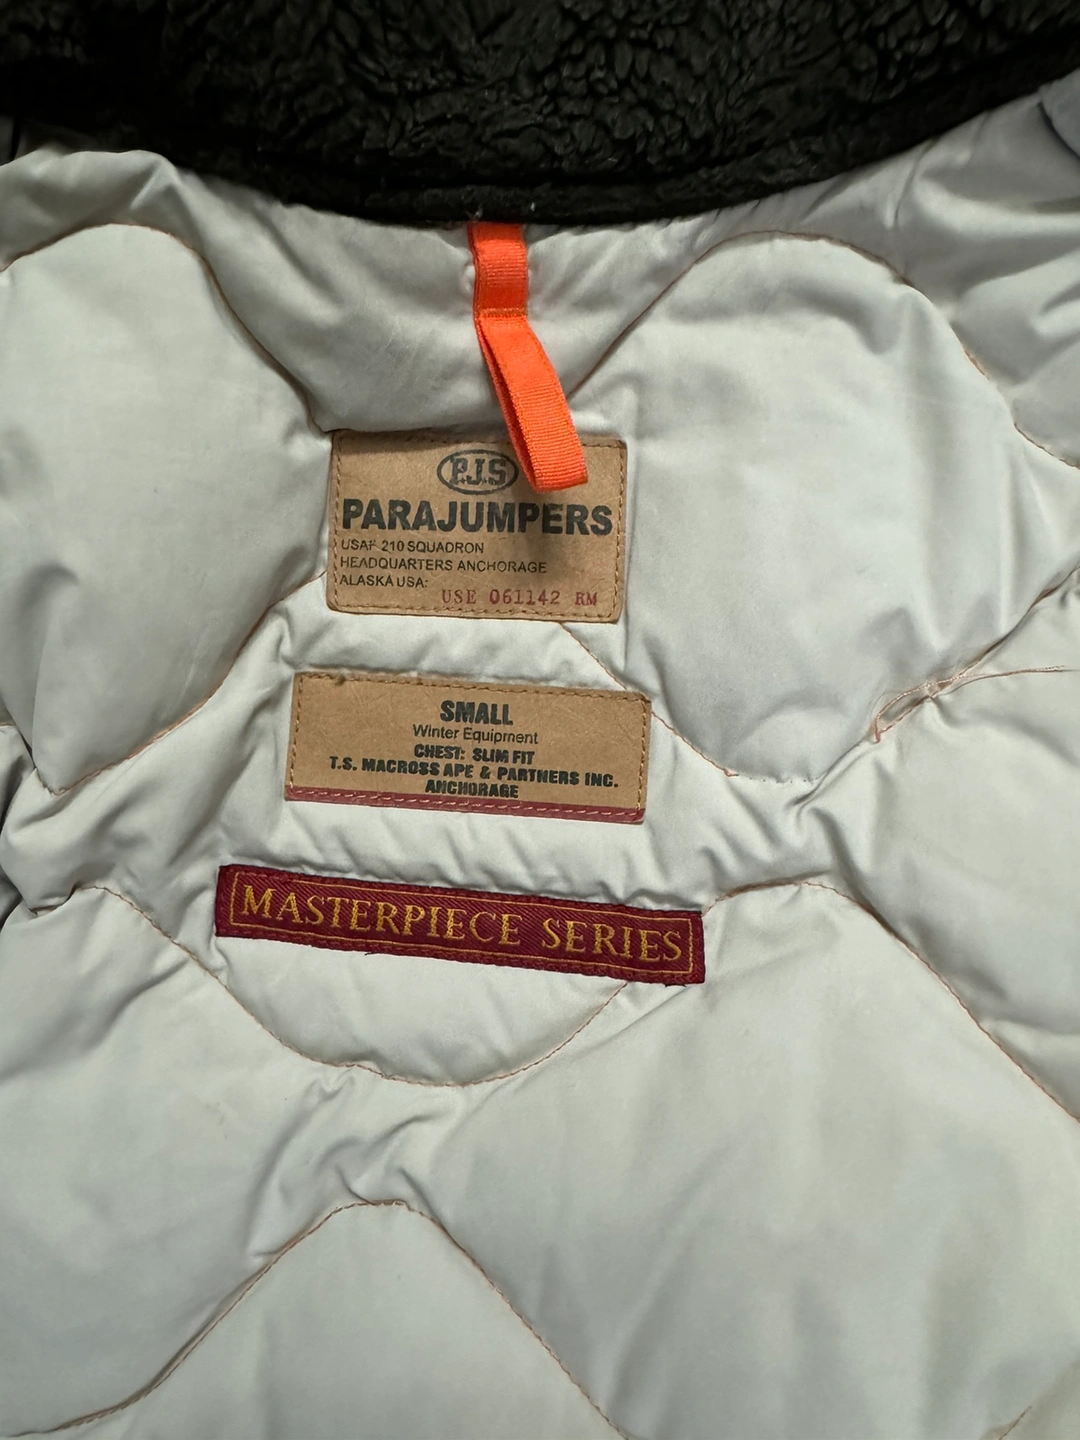 P.J.S
PARAJUMPERS
USAF 210 SQUADRON
HEADQUARTERS ANCHORAGE
ALASKA USA:
USE 061142 RM
SMALL
Winter Equipment
CHEST: SLIM FIT
T.S. MACROSS APE & PARTNERS INC.
ANCHORAGE
MASTERPIECE SERIES